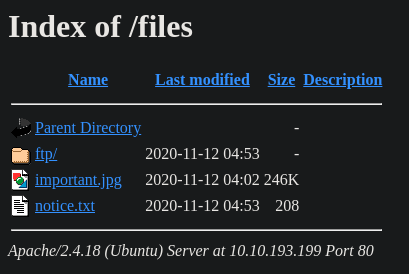 Index of /files
Name Last modified Size Description
Parent Directory -
ftp/ 2020-11-12 04:53 -
important.jpg 2020-11-12 04:02 246K
notice.txt 2020-11-12 04:53 208
Apache/2.4.18 (Ubuntu) Server at 10.10.193.199 Port 80